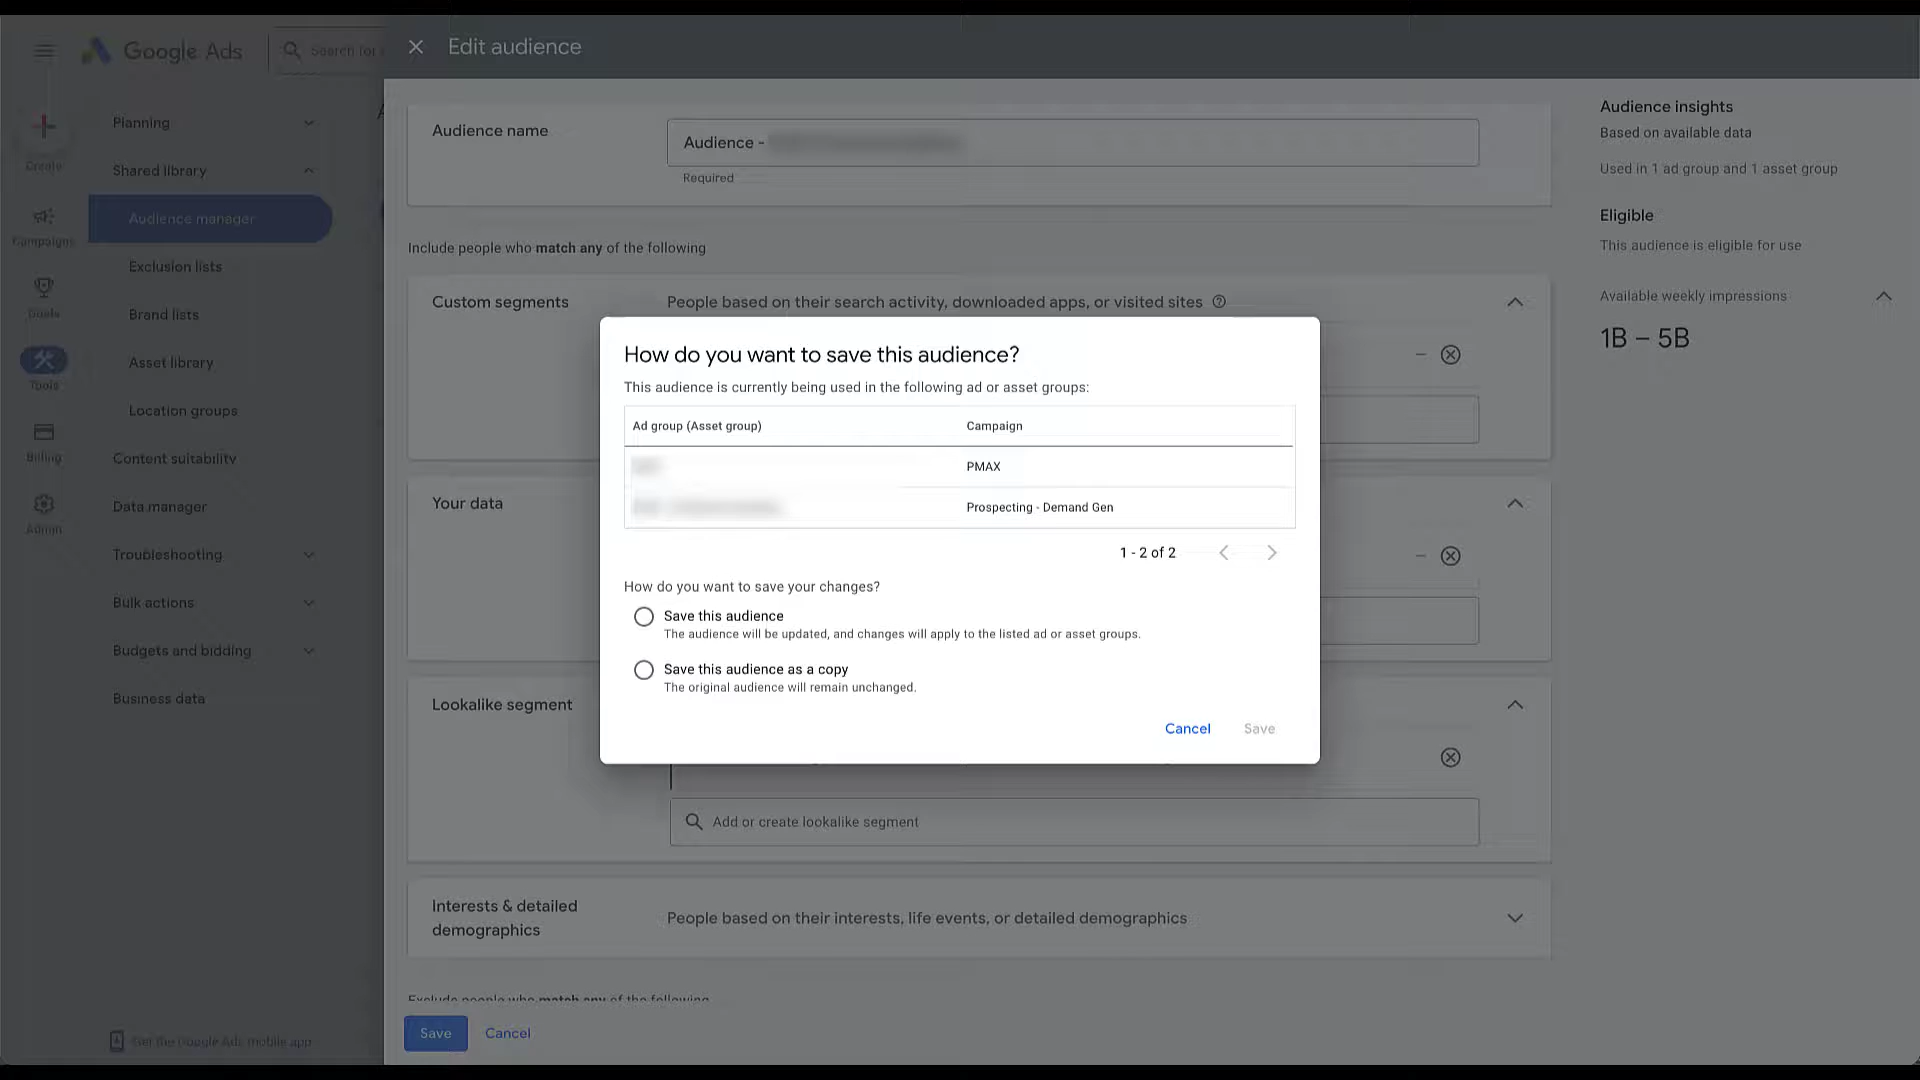 Google Ads
Search for
Edit audience
Create
Campaigns
Goals
Tools
Billing
Admin
Planning
Shared library
Audience manager
Exclusion lists
Brand lists
Asset library
Location groups
Content suitability
Data manager
Troubleshooting
Bulk actions
Budgets and bidding
Business data
Get the Google Ads mobile app
Audience name
Audience -
Required
Include people who match any of the following
Custom segments
People based on their search activity, downloaded apps, or visited sites
Your data
Lookalike segment
Add or create lookalike segment
Interests & detailed
demographics
People based on their interests, life events, or detailed demographics
Exclude people who match any of the following
Save
Cancel
Audience insights
Based on available data
Used in 1 ad group and 1 asset group
Eligible
This audience is eligible for use
Available weekly impressions
1B – 5B
How do you want to save this audience?
This audience is currently being used in the following ad or asset groups:
Ad group (Asset group)
Campaign
PMAX
Prospecting - Demand Gen
1 - 2 of 2
How do you want to save your changes?
Save this audience
The audience will be updated, and changes will apply to the listed ad or asset groups.
Save this audience as a copy
The original audience will remain unchanged.
Cancel
Save